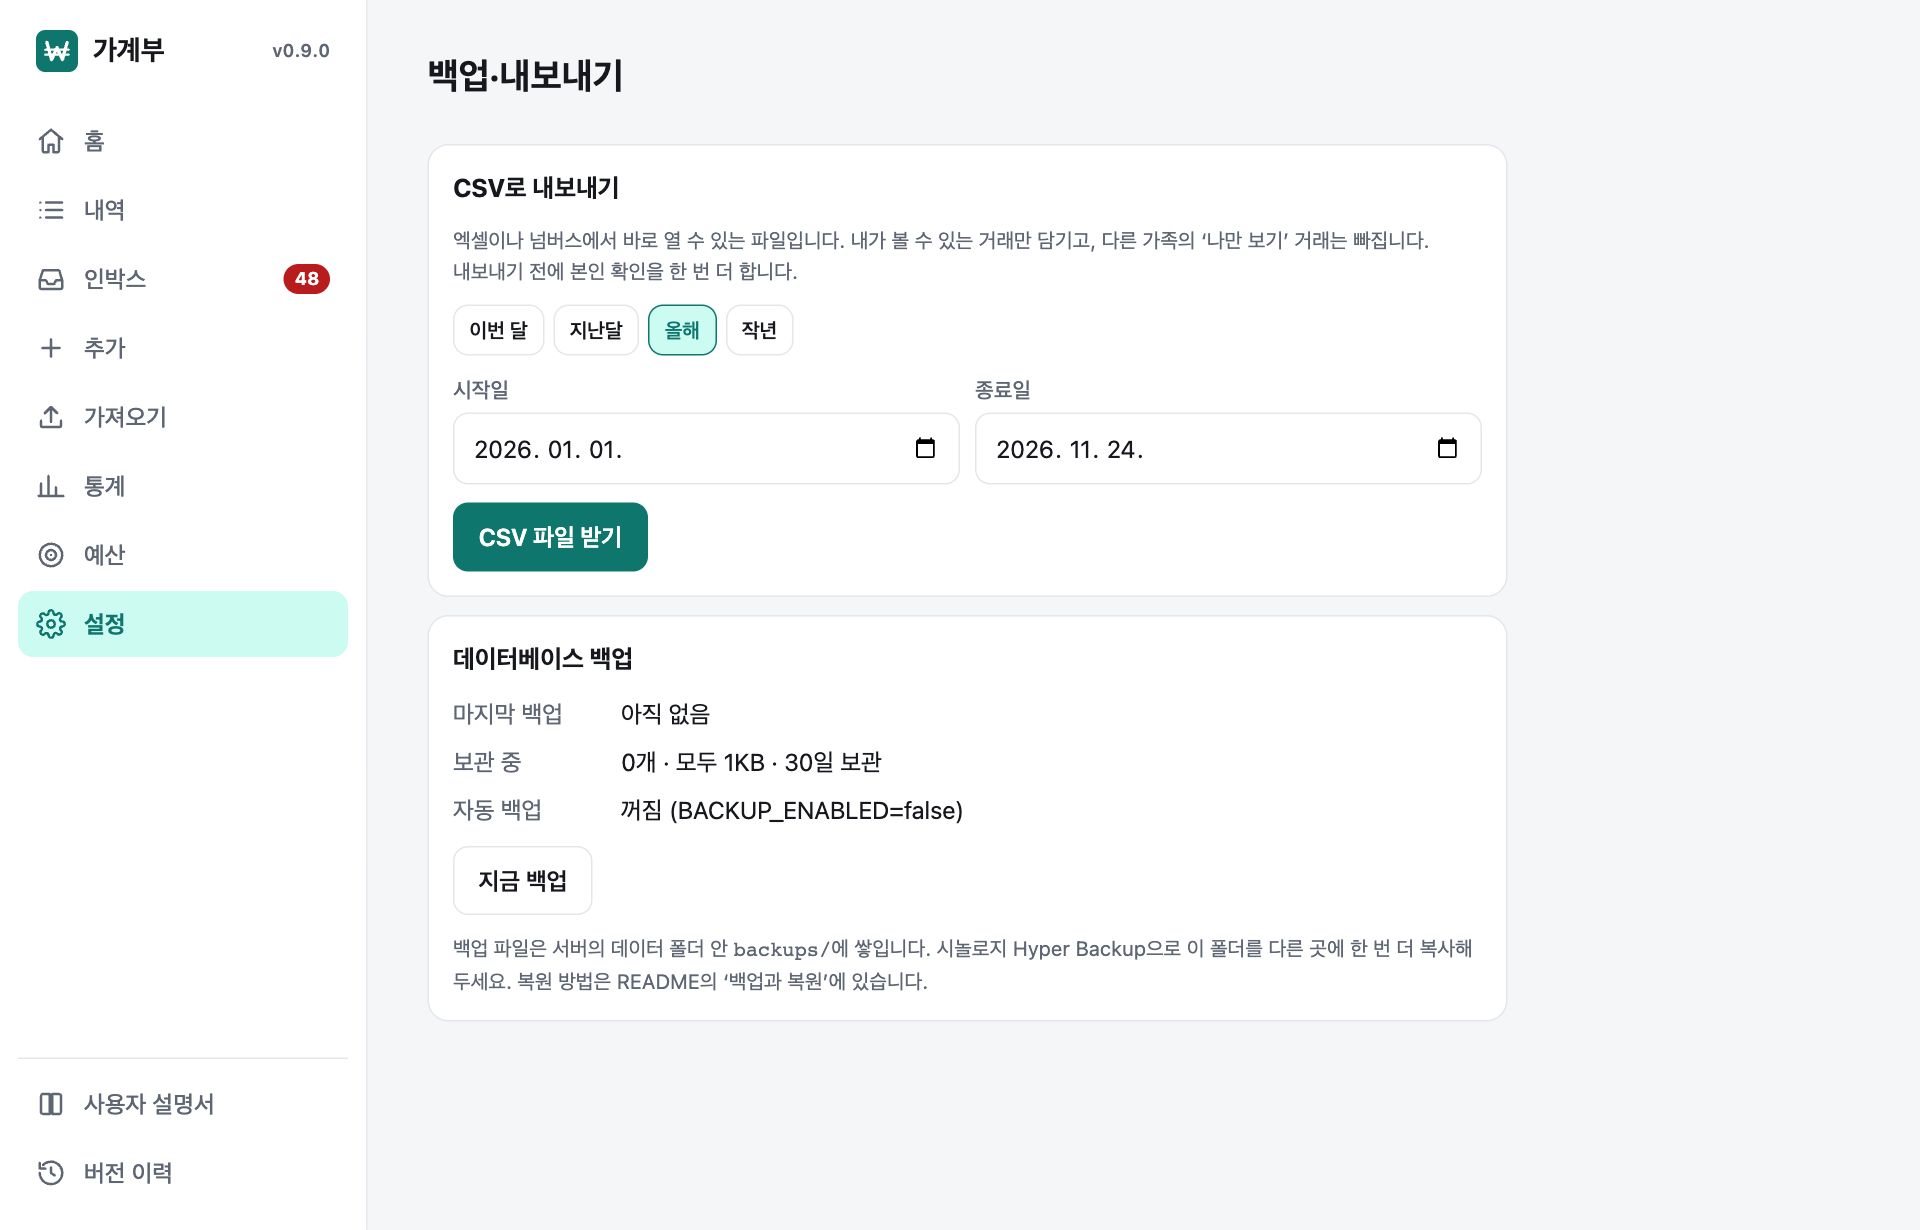 가계부
v0.9.0
홈
내역
인박스
48
추가
가져오기
통계
예산
설정
사용자 설명서
버전 이력
백업·내보내기
CSV로 내보내기
엑셀이나 넘버스에서 바로 열 수 있는 파일입니다. 내가 볼 수 있는 거래만 담기고, 다른 가족의 ‘나만 보기’ 거래는 빠집니다.
내보내기 전에 본인 확인을 한 번 더 합니다.
이번 달
지난달
올해
작년
시작일
종료일
2026. 01. 01.
2026. 11. 24.
CSV 파일 받기
데이터베이스 백업
마지막 백업 아직 없음
보관 중 0개 · 모두 1KB · 30일 보관
자동 백업 꺼짐 (BACKUP_ENABLED=false)
지금 백업
백업 파일은 서버의 데이터 폴더 안 backups/에 쌓입니다. 시놀로지 Hyper Backup으로 이 폴더를 다른 곳에 한 번 더 복사해
두세요. 복원 방법은 README의 ‘백업과 복원’에 있습니다.